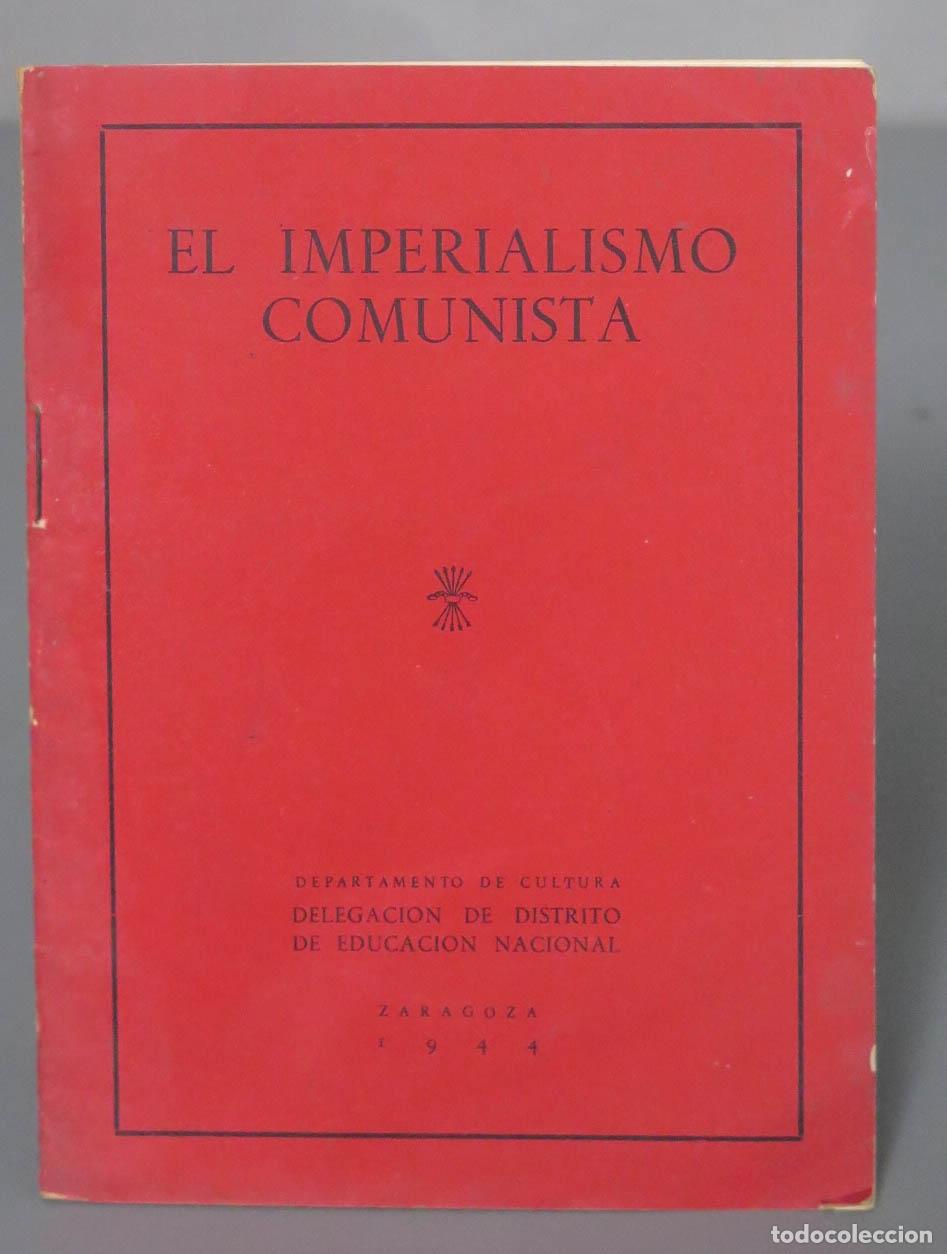 EL IMPERIALISMO
COMUNISTA
DEPARTAMENTO DE CULTURA
DELEGACION DE DISTRITO
DE EDUCACION NACIONAL
ZARAGOZA
1944
todocoleccion